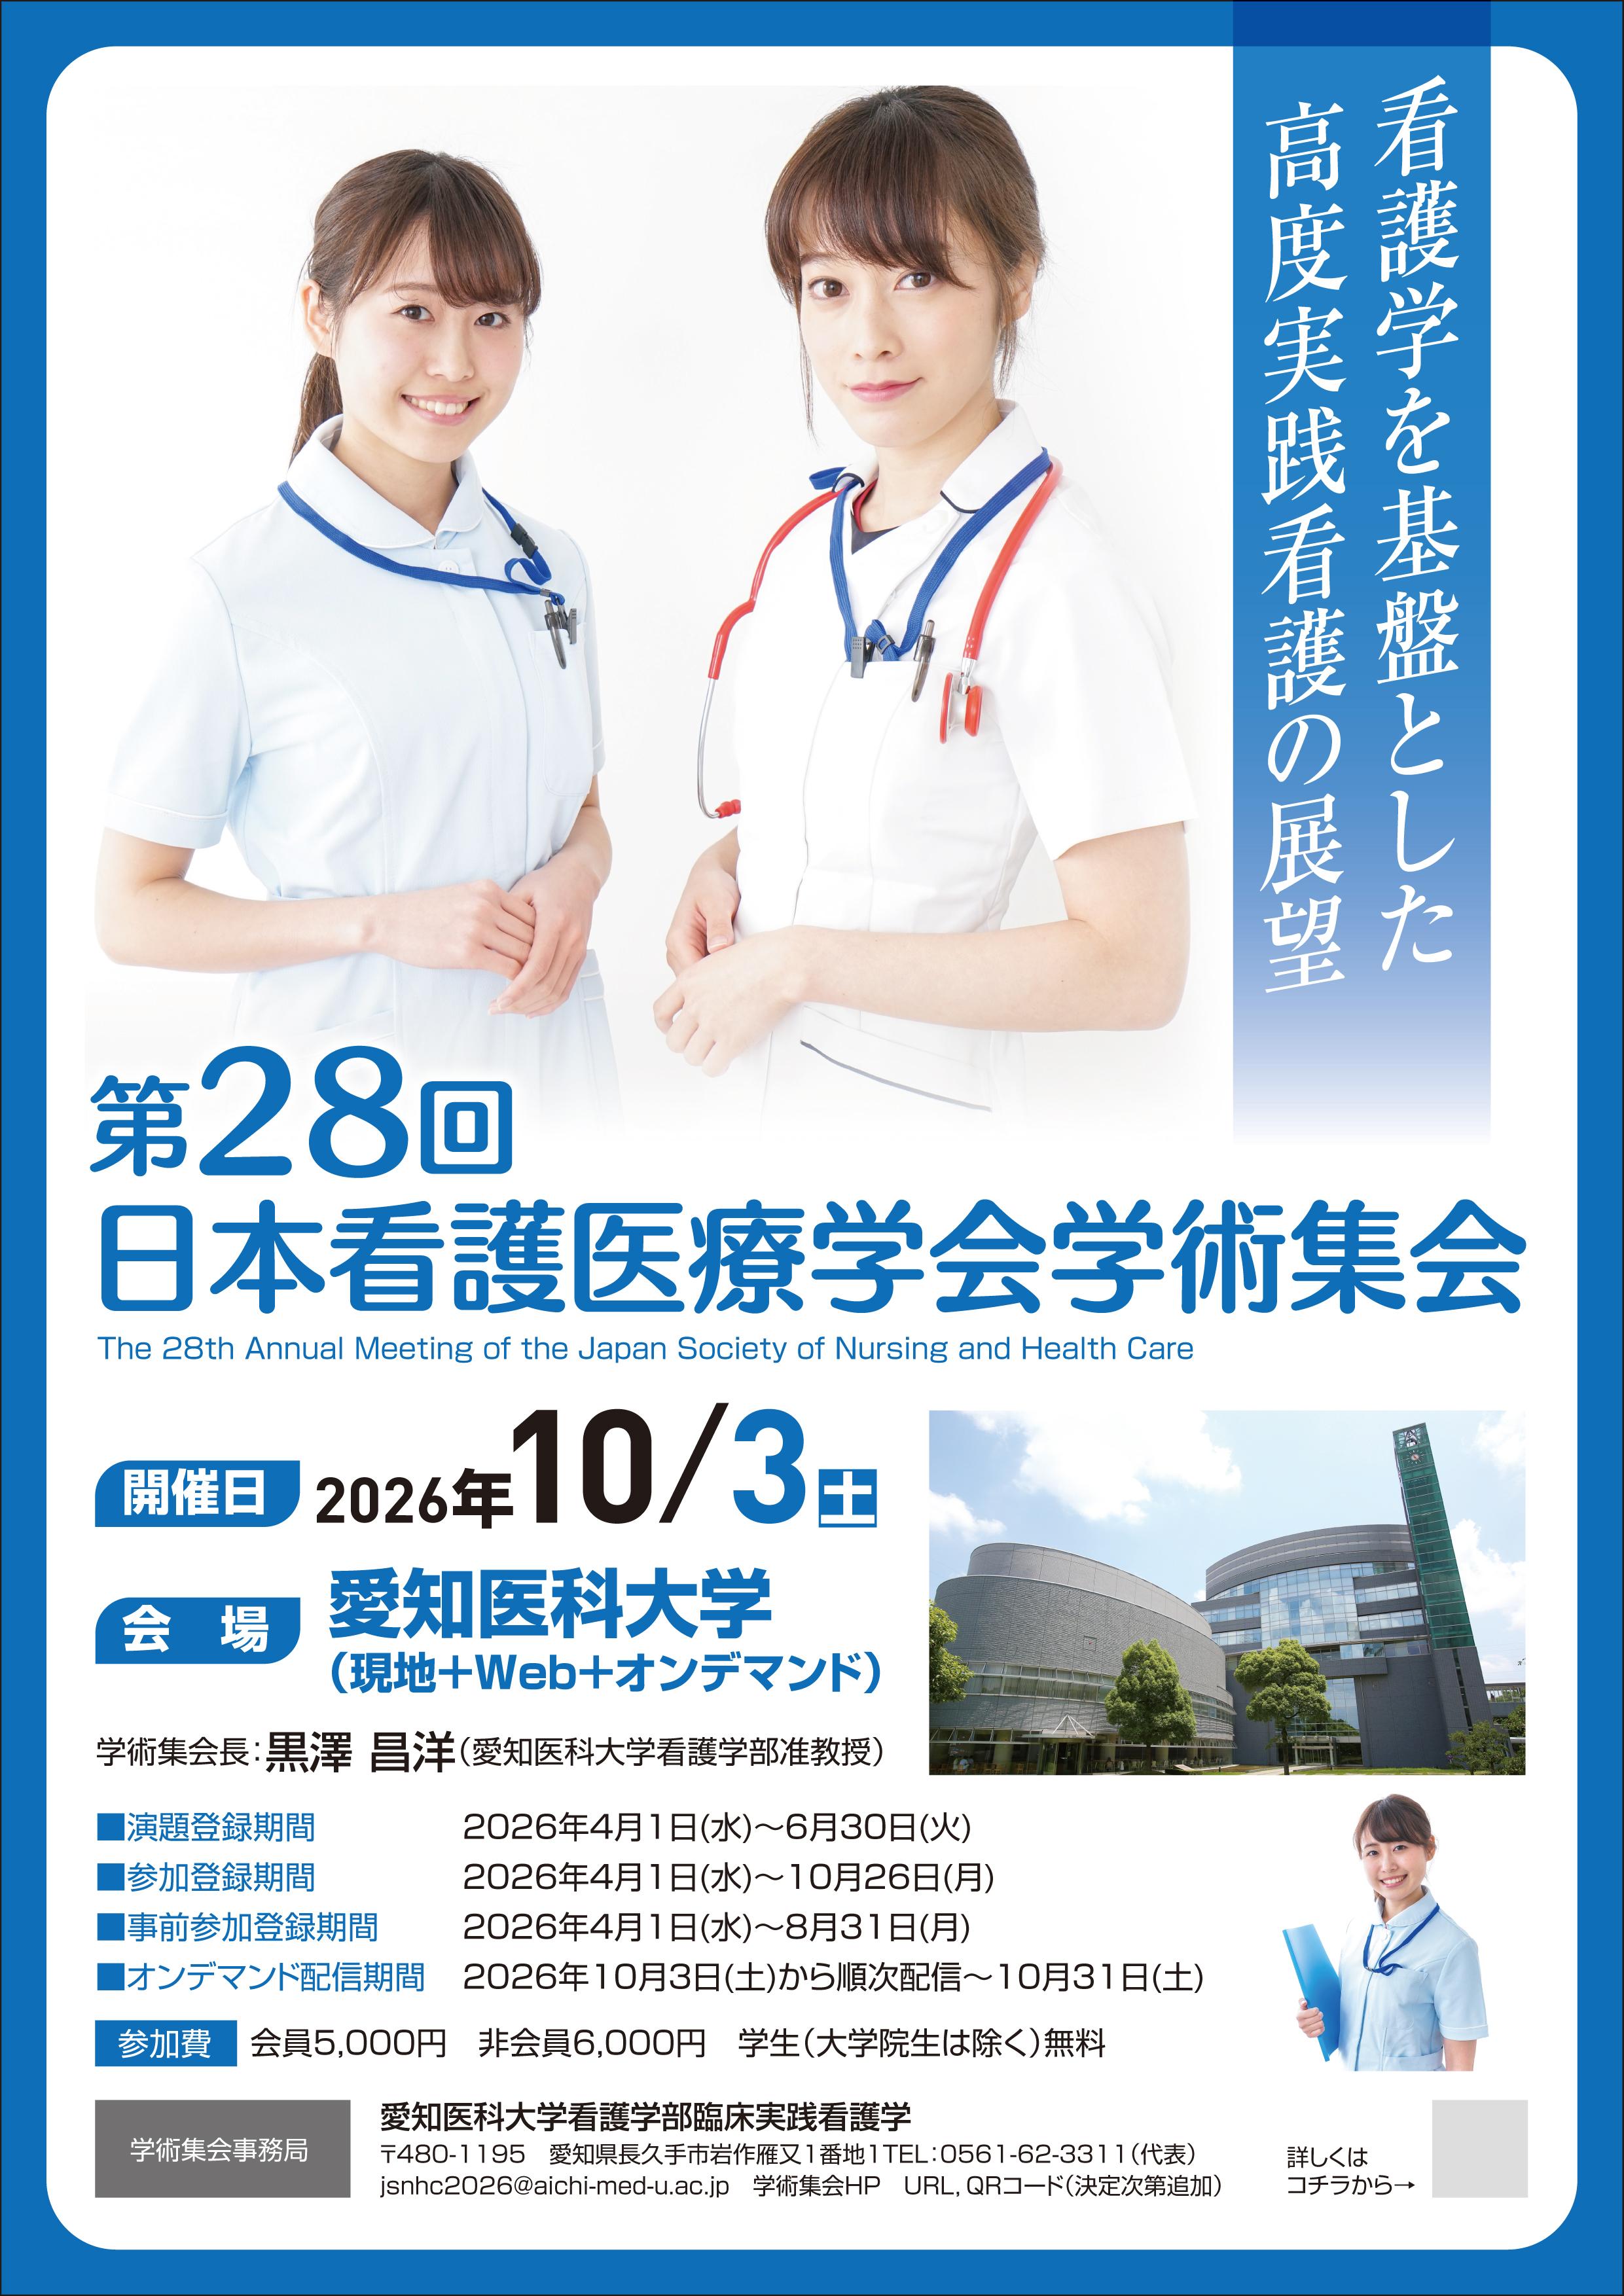 看護学を基盤とした
高度実践看護の展望
第28回
日本看護医療学会学術集会
The 28th Annual Meeting of the Japan Society of Nursing and Health Care
開催日 2026年10/3土
会　場 愛知医科大学
（現地+Web+オンデマンド）
学術集会長：黒澤 昌洋（愛知医科大学看護学部准教授）
■演題登録期間 2026年4月1日(水)～6月30日(火)
■参加登録期間 2026年4月1日(水)～10月26日(月)
■事前参加登録期間 2026年4月1日(水)～8月31日(月)
■オンデマンド配信期間 2026年10月3日(土)から順次配信～10月31日(土)
参加費 会員5,000円　非会員6,000円　学生（大学院生は除く）無料
学術集会事務局
愛知医科大学看護学部臨床実践看護学
〒480-1195　愛知県長久手市岩作雁又1番地1TEL：0561-62-3311（代表）
jsnhc2026@aichi-med-u.ac.jp　学術集会HP　URL, QRコード（決定次第追加）
詳しくは
コチラから→